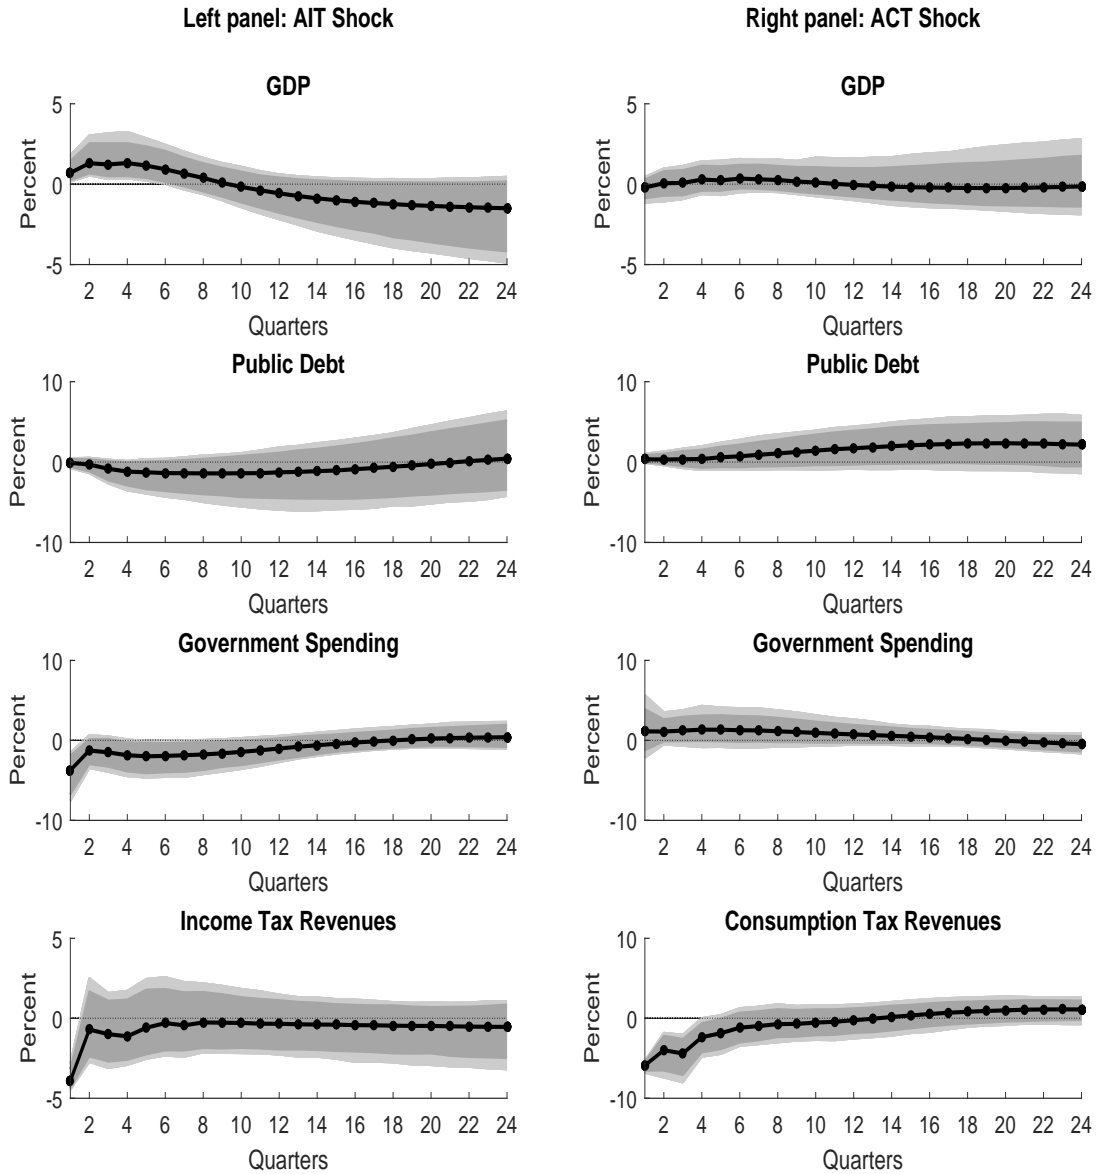 Left panel: AIT Shock
Right panel: ACT Shock
GDP
5
0
-5
Percent
2 4 6 8 10 12 14 16 18 20 22 24
Quarters
GDP
5
0
-5
Percent
2 4 6 8 10 12 14 16 18 20 22 24
Quarters
Public Debt
10
0
-10
Percent
2 4 6 8 10 12 14 16 18 20 22 24
Quarters
Public Debt
10
0
-10
Percent
2 4 6 8 10 12 14 16 18 20 22 24
Quarters
Government Spending
10
0
-10
Percent
2 4 6 8 10 12 14 16 18 20 22 24
Quarters
Government Spending
10
0
-10
Percent
2 4 6 8 10 12 14 16 18 20 22 24
Quarters
Income Tax Revenues
5
0
-5
Percent
2 4 6 8 10 12 14 16 18 20 22 24
Quarters
Consumption Tax Revenues
10
0
-10
Percent
2 4 6 8 10 12 14 16 18 20 22 24
Quarters